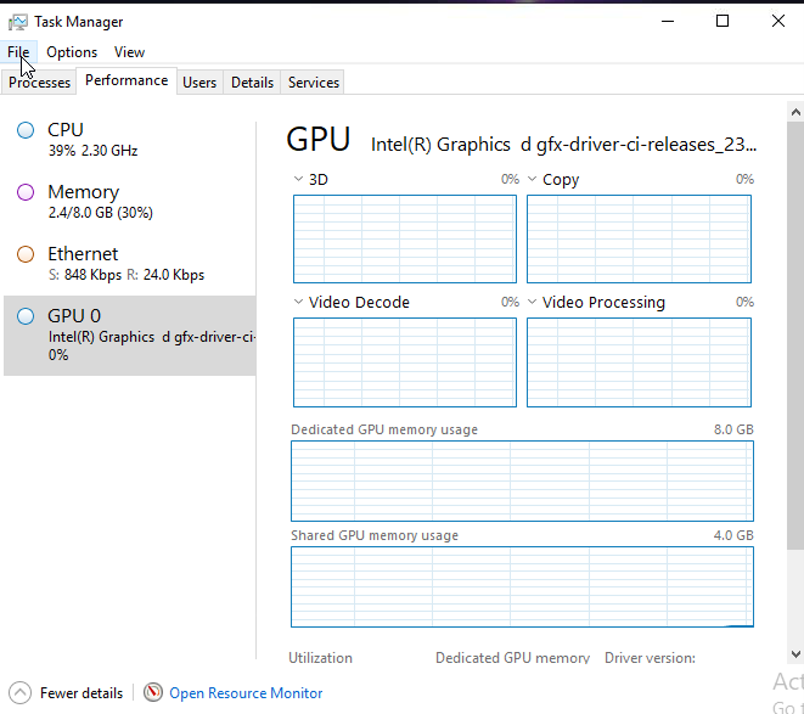 Task Manager
File Options View
Processes Performance Users Details Services
CPU
39% 2.30 GHz
Memory
2.4/8.0 GB (30%)
Ethernet
S: 848 Kbps R: 24.0 Kbps
GPU 0
Intel(R) Graphics d gfx-driver-ci-
0%
GPU Intel(R) Graphics d gfx-driver-ci-releases_23...
3D 0% Copy 0%
Video Decode 0% Video Processing 0%
Dedicated GPU memory usage 8.0 GB
Shared GPU memory usage 4.0 GB
Utilization Dedicated GPU memory Driver version:
Fewer details Open Resource Monitor
Act
Go t